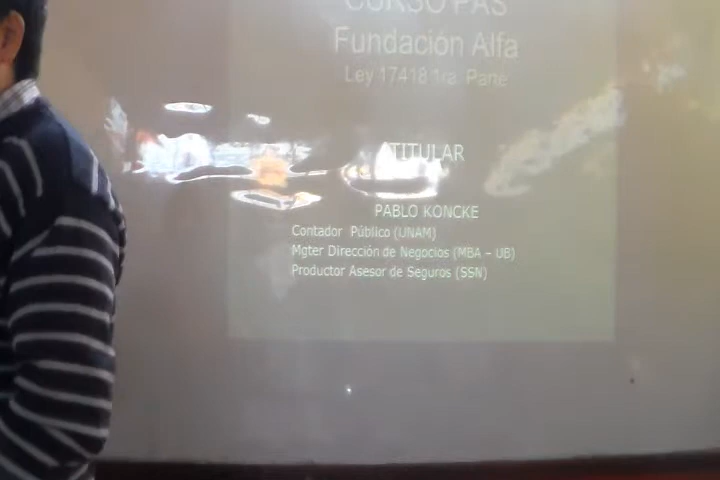 CURSO PAS
Fundación Alfa
Ley 17418 1ra. Parte
TITULAR
PABLO KONCKE
Contador Público (UNAM)
Mgter Dirección de Negocios (MBA – UB)
Productor Asesor de Seguros (SSN)